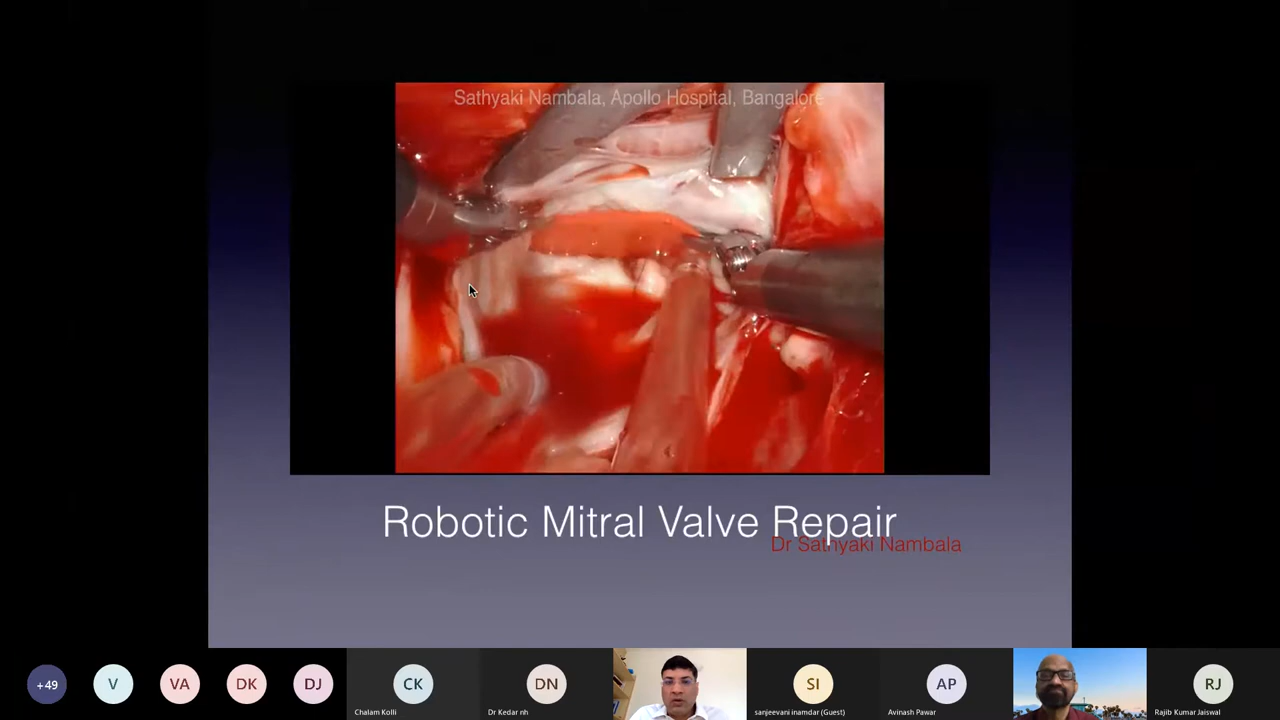 Sathyaki Nambala, Apollo Hospital, Bangalore
Robotic Mitral Valve Repair
Dr Sathyaki Nambala
+49
V
VA
DK
DJ
CK
Chalam Kolli
DN
Dr Kedar nh
SI
sanjeevani inamdar (Guest)
AP
Avinash Pawar
RJ
Rajib Kumar Jaiswal